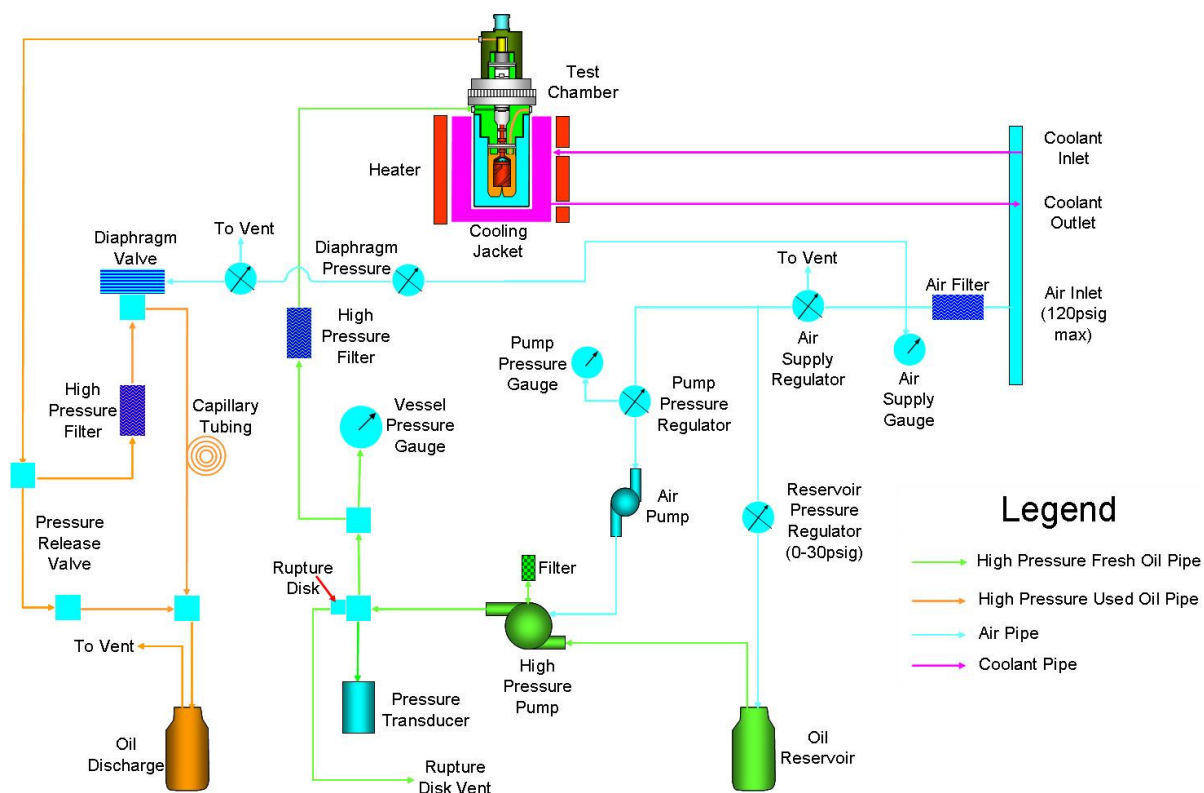 Test
Chamber
Heater
Cooling
Jacket
Coolant
Inlet
Coolant
Outlet
To Vent
Diaphragm
Valve
Diaphragm
Pressure
To Vent
Air Filter
Air Inlet
(120psig
max)
High
Pressure
Filter
Air
Supply
Regulator
Air
Supply
Gauge
Pump
Pressure
Gauge
Pump
Pressure
Regulator
High
Pressure
Filter
Capillary
Tubing
Vessel
Pressure
Gauge
Air
Pump
Reservoir
Pressure
Regulator
(0-30psig)
Pressure
Release
Valve
Rupture
Disk
Filter
To Vent
High
Pressure
Pump
Pressure
Transducer
Oil
Discharge
Rupture
Disk Vent
Oil
Reservoir
Legend
High Pressure Fresh Oil Pipe
High Pressure Used Oil Pipe
Air Pipe
Coolant Pipe